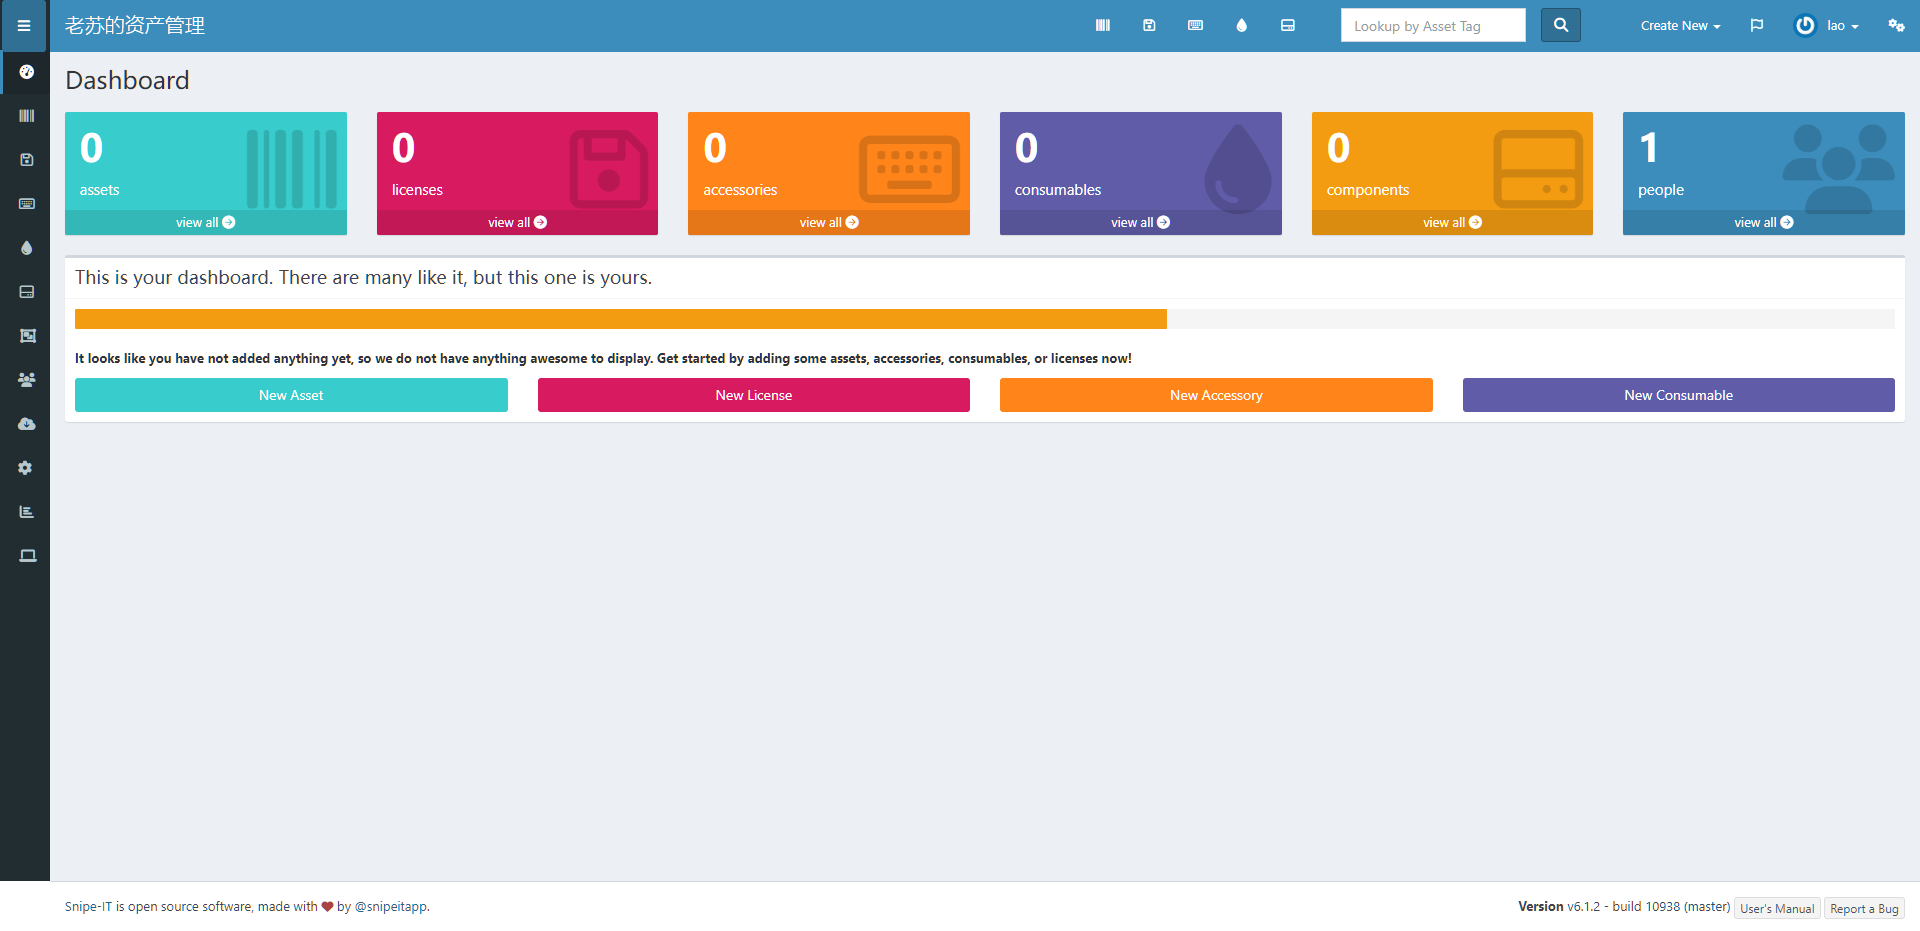 老苏的资产管理
Lookup by Asset Tag
Create New
lao
Dashboard
0
assets
view all
0
licenses
view all
0
accessories
view all
0
consumables
view all
0
components
view all
1
people
view all
This is your dashboard. There are many like it, but this one is yours.
It looks like you have not added anything yet, so we do not have anything awesome to display. Get started by adding some assets, accessories, consumables, or licenses now!
New Asset
New License
New Accessory
New Consumable
Snipe-IT is open source software, made with ❤ by @snipeitapp.
Version v6.1.2 - build 10938 (master)
User's Manual
Report a Bug